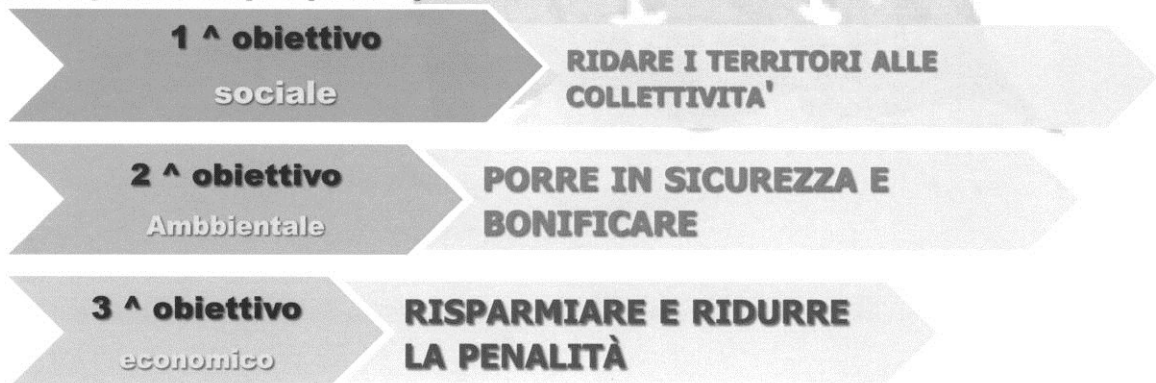 1 ^ obiettivo
sociale
RIDARE I TERRITORI ALLE
COLLETTIVITA'
2 ^ obiettivo
Ambbientale
PORRE IN SICUREZZA E
BONIFICARE
3 ^ obiettivo
economico
RISPARMIARE E RIDURRE
LA PENALITÀ